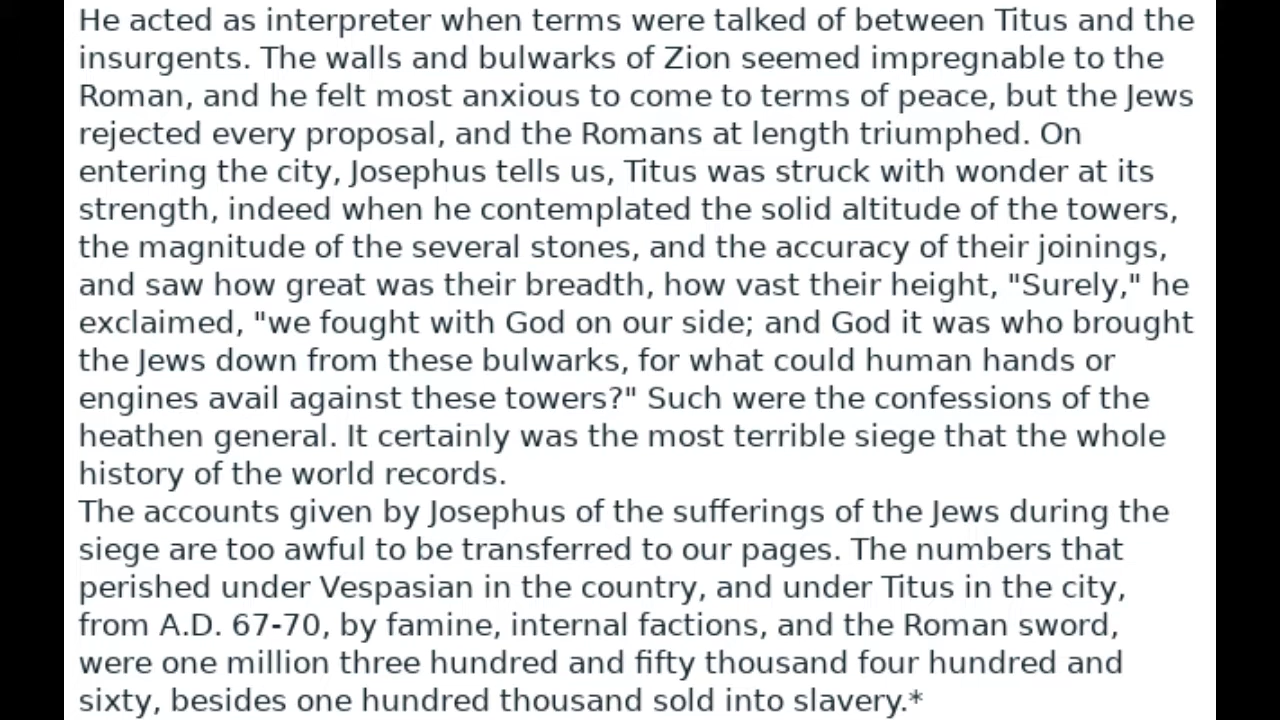 He acted as interpreter when terms were talked of between Titus and the
insurgents. The walls and bulwarks of Zion seemed impregnable to the
Roman, and he felt most anxious to come to terms of peace, but the Jews
rejected every proposal, and the Romans at length triumphed. On
entering the city, Josephus tells us, Titus was struck with wonder at its
strength, indeed when he contemplated the solid altitude of the towers,
the magnitude of the several stones, and the accuracy of their joinings,
and saw how great was their breadth, how vast their height, "Surely," he
exclaimed, "we fought with God on our side; and God it was who brought
the Jews down from these bulwarks, for what could human hands or
engines avail against these towers?" Such were the confessions of the
heathen general. It certainly was the most terrible siege that the whole
history of the world records.
The accounts given by Josephus of the sufferings of the Jews during the
siege are too awful to be transferred to our pages. The numbers that
perished under Vespasian in the country, and under Titus in the city,
from A.D. 67-70, by famine, internal factions, and the Roman sword,
were one million three hundred and fifty thousand four hundred and
sixty, besides one hundred thousand sold into slavery.*